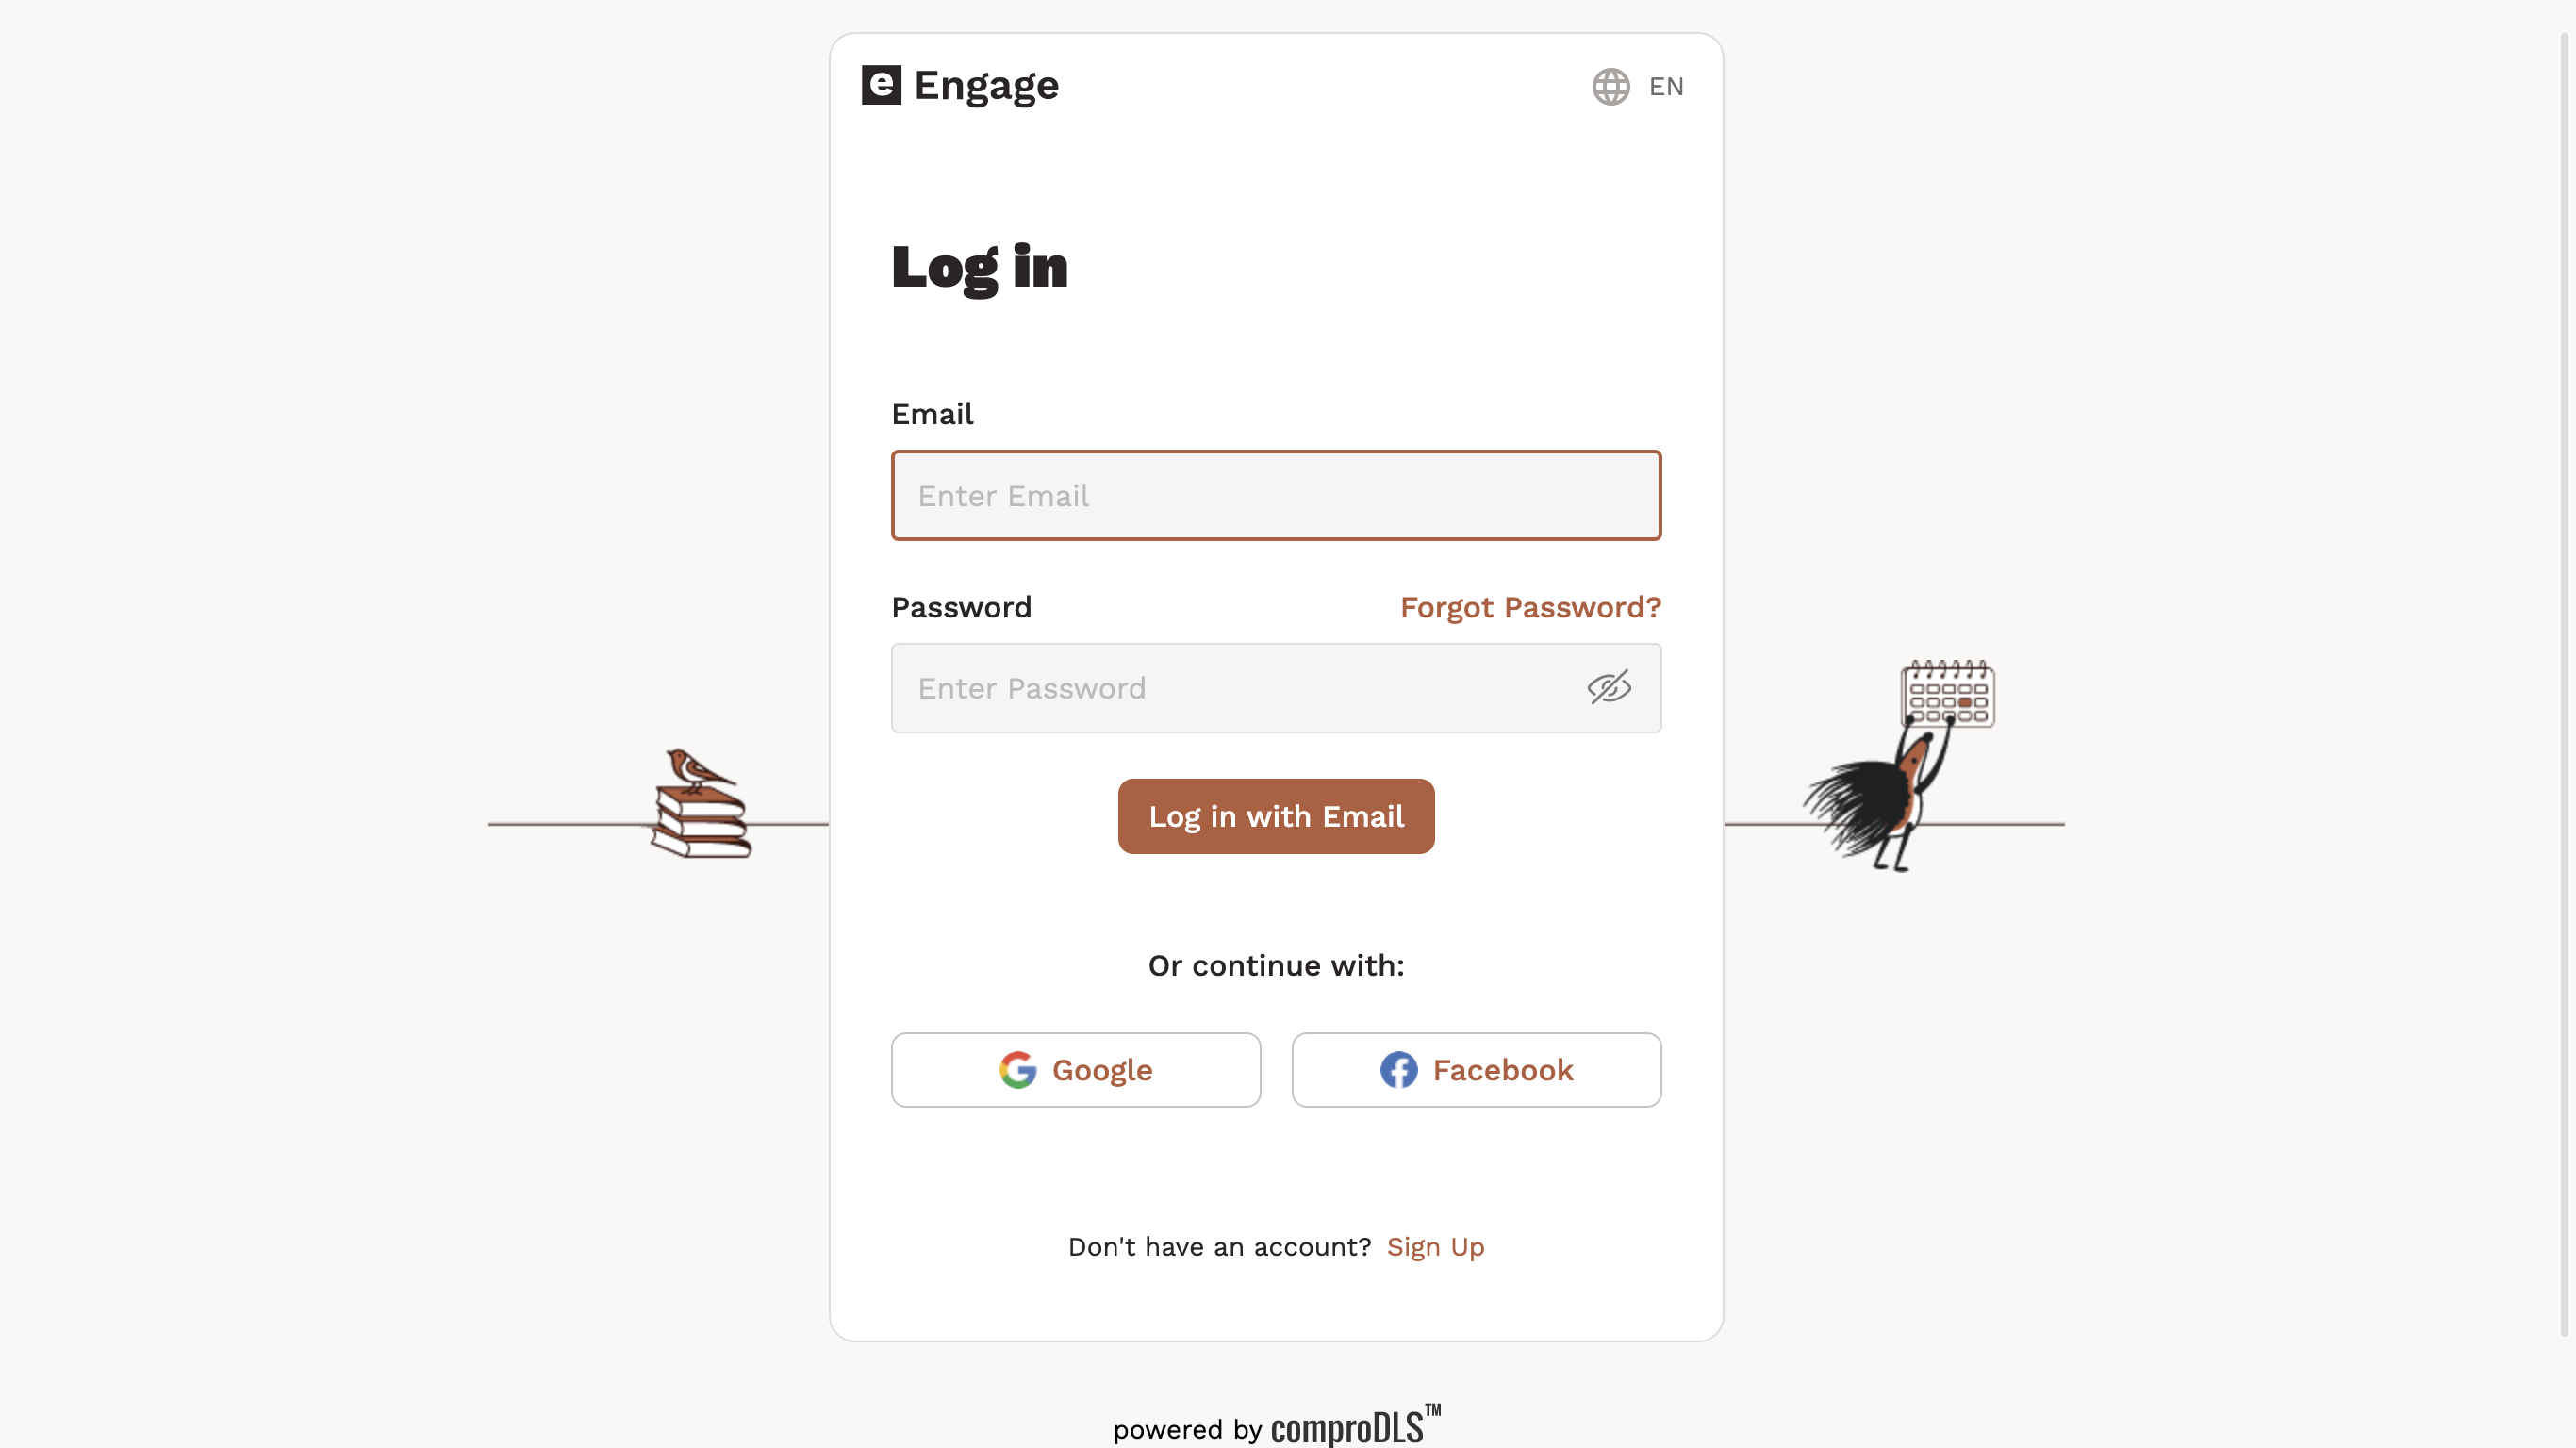 e Engage
EN
Log in
Email
Enter Email
Password
Forgot Password?
Enter Password
Log in with Email
Or continue with:
Google
Facebook
Don't have an account? Sign Up
powered by comproDLS™